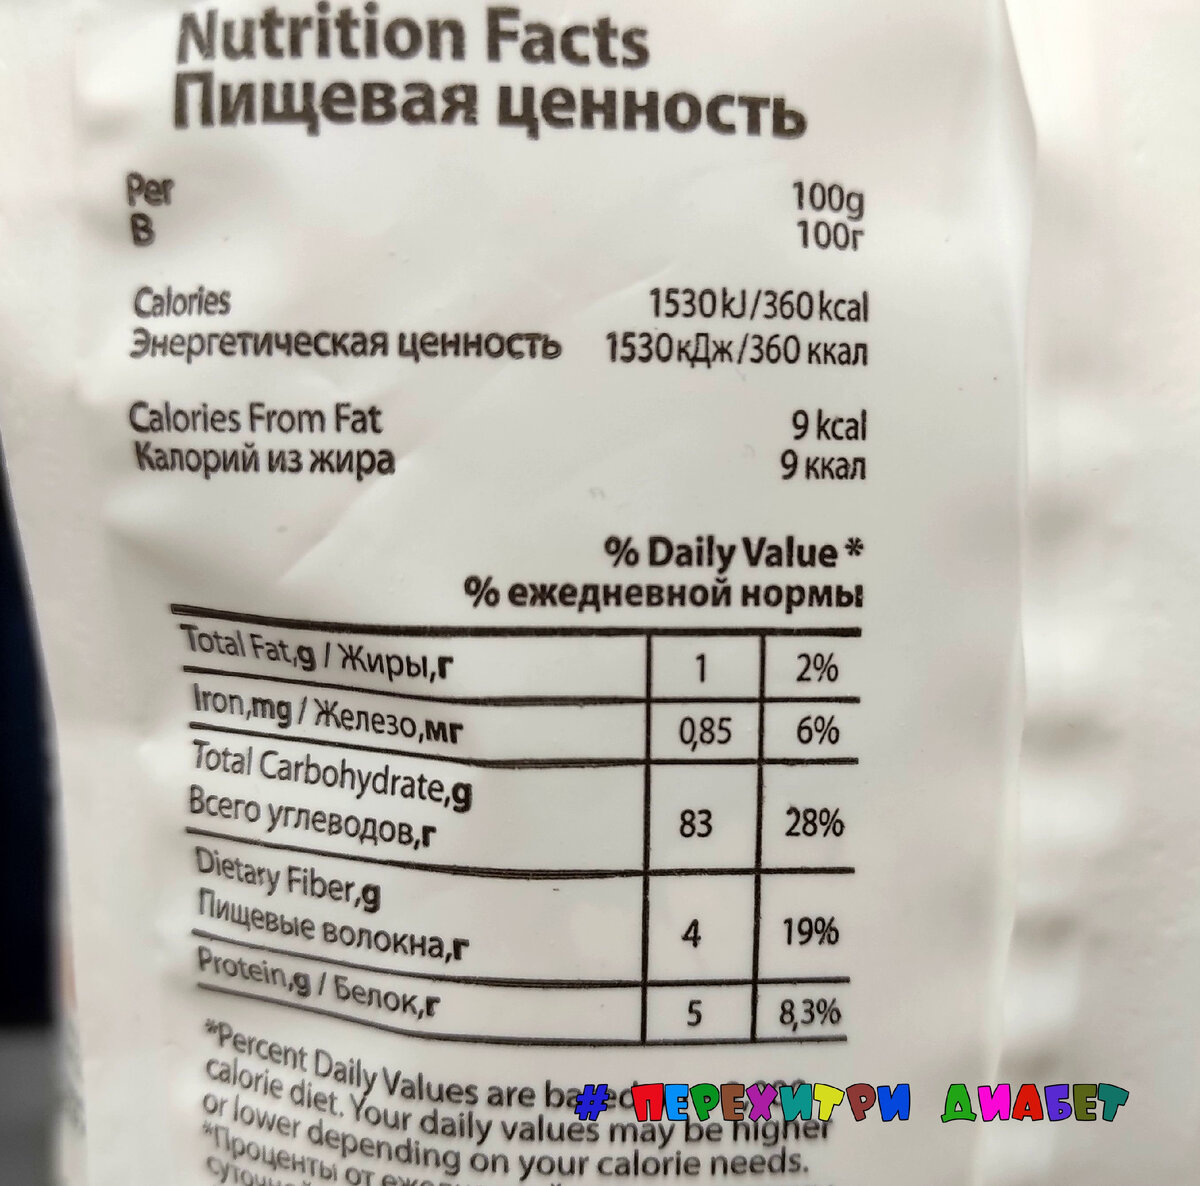 Nutrition Facts
Пищевая ценность
Per 100g
В 100г
Calories 1530kJ/360kcal
Энергетическая ценность 1530кДж/360 ккал
Calories From Fat 9 kcal
Калорий из жира 9 ккал
% Daily Value *
% ежедневной нормы
Total Fat,g / Жиры,г 1 2%
Iron,mg / Железо,мг 0,85 6%
Total Carbohydrate,g
Всего углеводов,г 83 28%
Dietary Fiber,g
Пищевые волокна,г 4 19%
Protein,g / Белок,г 5 8,3%
*Percent Daily Values are based
calorie diet. Your daily values may be higher
or lower depending on your calorie needs.
*Проценты от
# ПЕРЕХИТРИ ДИАБЕТ